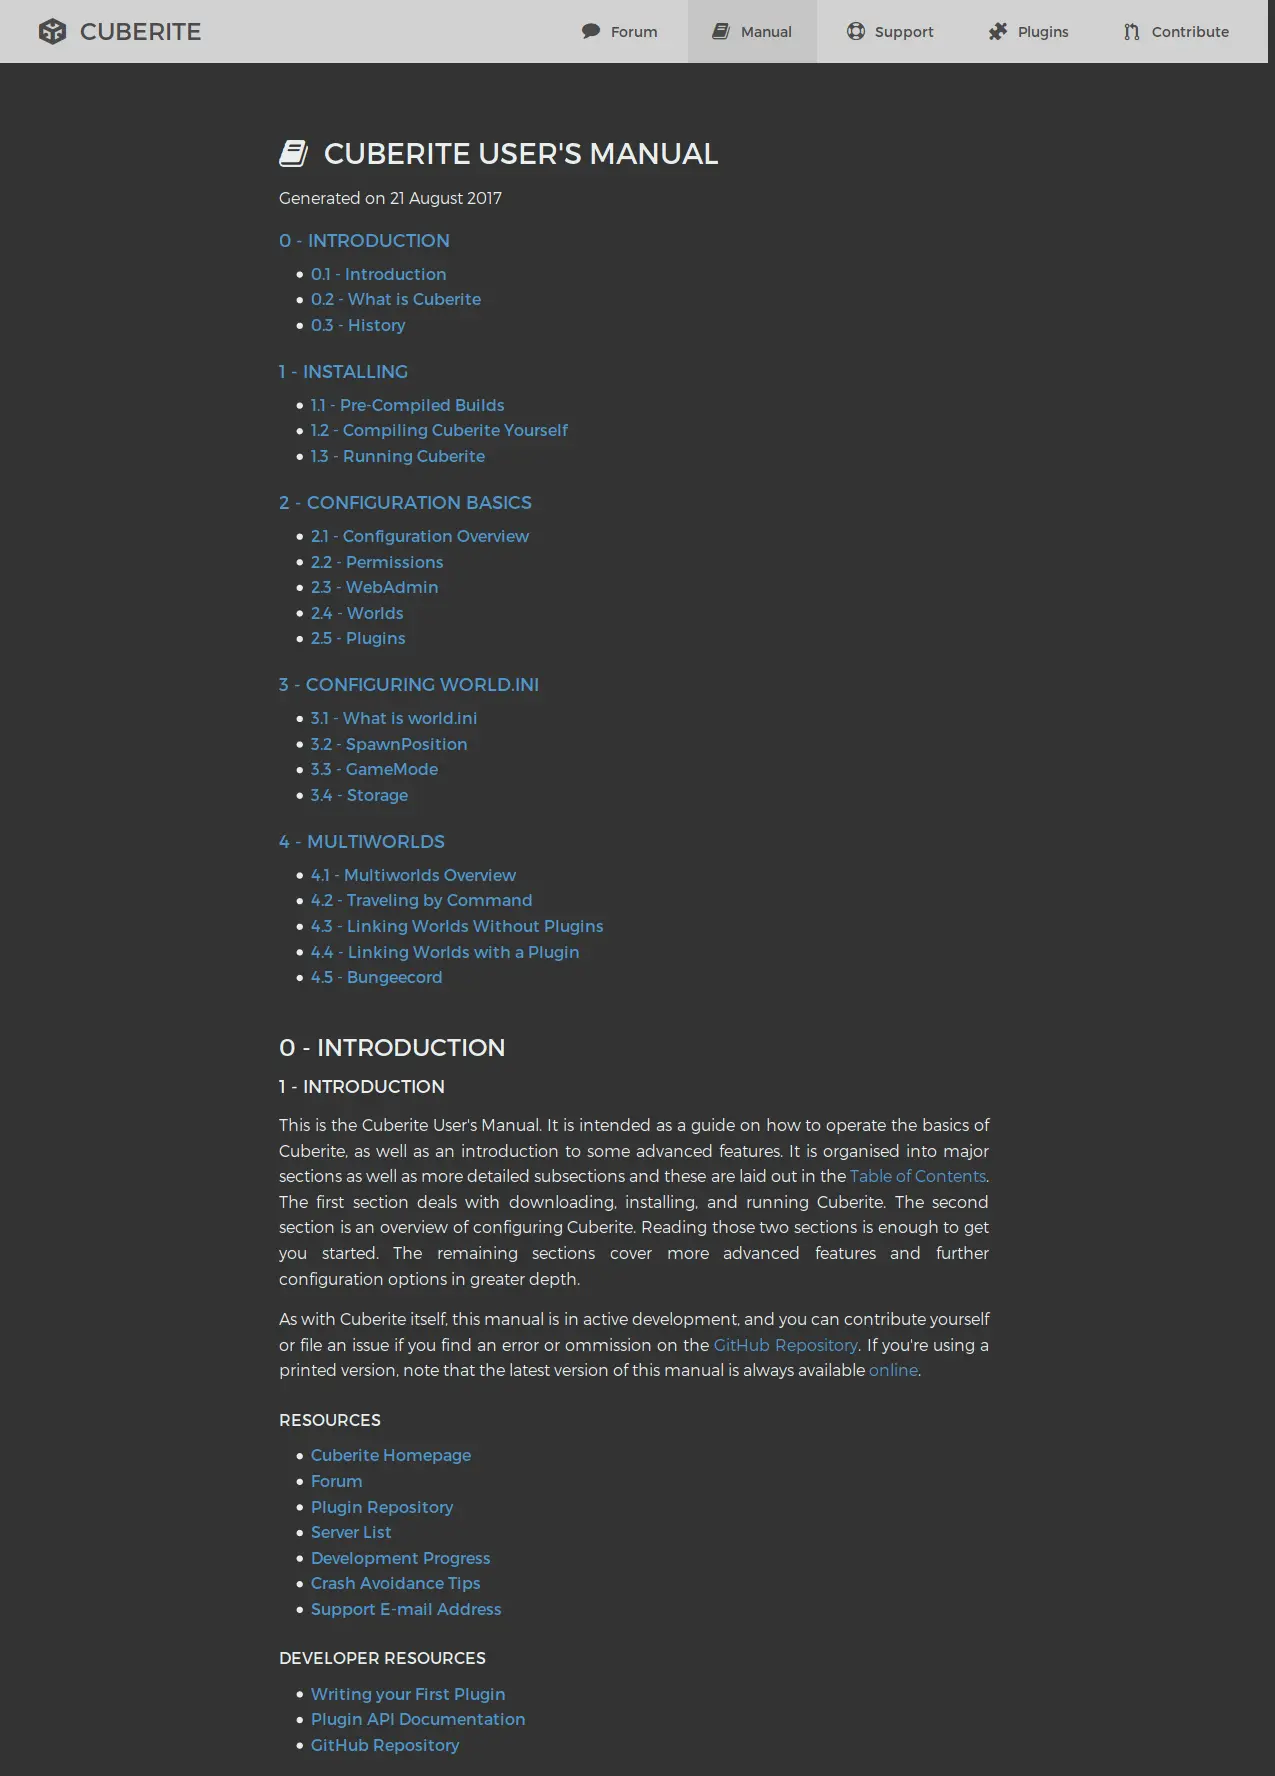 CUBERITE
Forum
Manual
Support
Plugins
Contribute
CUBERITE USER'S MANUAL
Generated on 21 August 2017
0 - INTRODUCTION
0.1 - Introduction
0.2 - What is Cuberite
0.3 - History
1 - INSTALLING
1.1 - Pre-Compiled Builds
1.2 - Compiling Cuberite Yourself
1.3 - Running Cuberite
2 - CONFIGURATION BASICS
2.1 - Configuration Overview
2.2 - Permissions
2.3 - WebAdmin
2.4 - Worlds
2.5 - Plugins
3 - CONFIGURING WORLD.INI
3.1 - What is world.ini
3.2 - SpawnPosition
3.3 - GameMode
3.4 - Storage
4 - MULTIWORLDS
4.1 - Multiworlds Overview
4.2 - Traveling by Command
4.3 - Linking Worlds Without Plugins
4.4 - Linking Worlds with a Plugin
4.5 - Bungeecord
0 - INTRODUCTION
1 - INTRODUCTION
This is the Cuberite User's Manual. It is intended as a guide on how to operate the basics of
Cuberite, as well as an introduction to some advanced features. It is organised into major
sections as well as more detailed subsections and these are laid out in the Table of Contents.
The first section deals with downloading, installing, and running Cuberite. The second
section is an overview of configuring Cuberite. Reading those two sections is enough to get
you started. The remaining sections cover more advanced features and further
configuration options in greater depth.
As with Cuberite itself, this manual is in active development, and you can contribute yourself
or file an issue if you find an error or ommission on the GitHub Repository. If you're using a
printed version, note that the latest version of this manual is always available online.
RESOURCES
Cuberite Homepage
Forum
Plugin Repository
Server List
Development Progress
Crash Avoidance Tips
Support E-mail Address
DEVELOPER RESOURCES
Writing your First Plugin
Plugin API Documentation
GitHub Repository